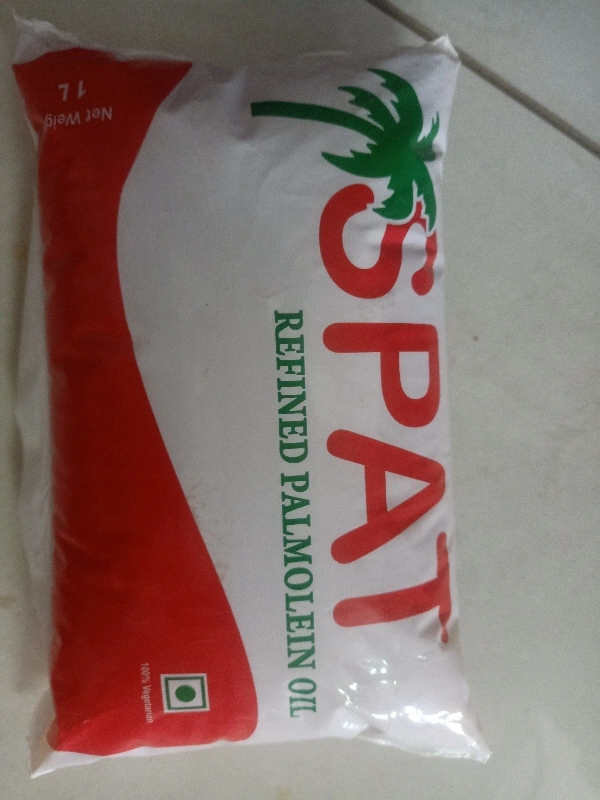 SPAT
REFINED PALMOLEIN OIL
100% Vegetarian
Net Weig
1 L